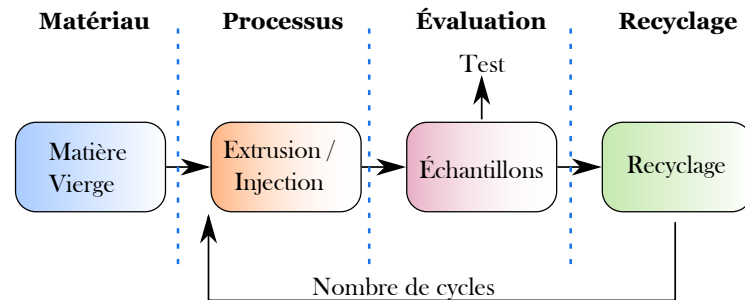 Matériau Processus Évaluation Recyclage
Test
Matière
Vierge
Extrusion /
Injection
Échantillons
Recyclage
Nombre de cycles